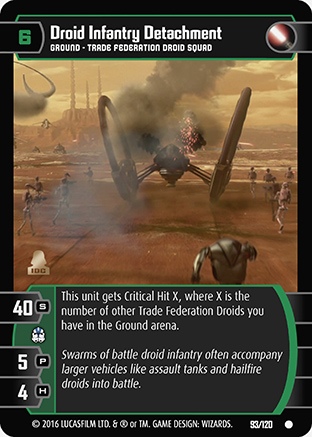 6
Droid Infantry Detachment
GROUND - TRADE FEDERATION DROID SQUAD
IDC
40 S
5 P
4 H
This unit gets Critical Hit X, where X is the
number of other Trade Federation Droids you
have in the Ground arena.
Swarms of battle droid infantry often accompany
larger vehicles like assault tanks and hailfire
droids into battle.
© 2016 LUCASFILM LTD. & ® OR TM. GAME DESIGN: WIZARDS.
93/120